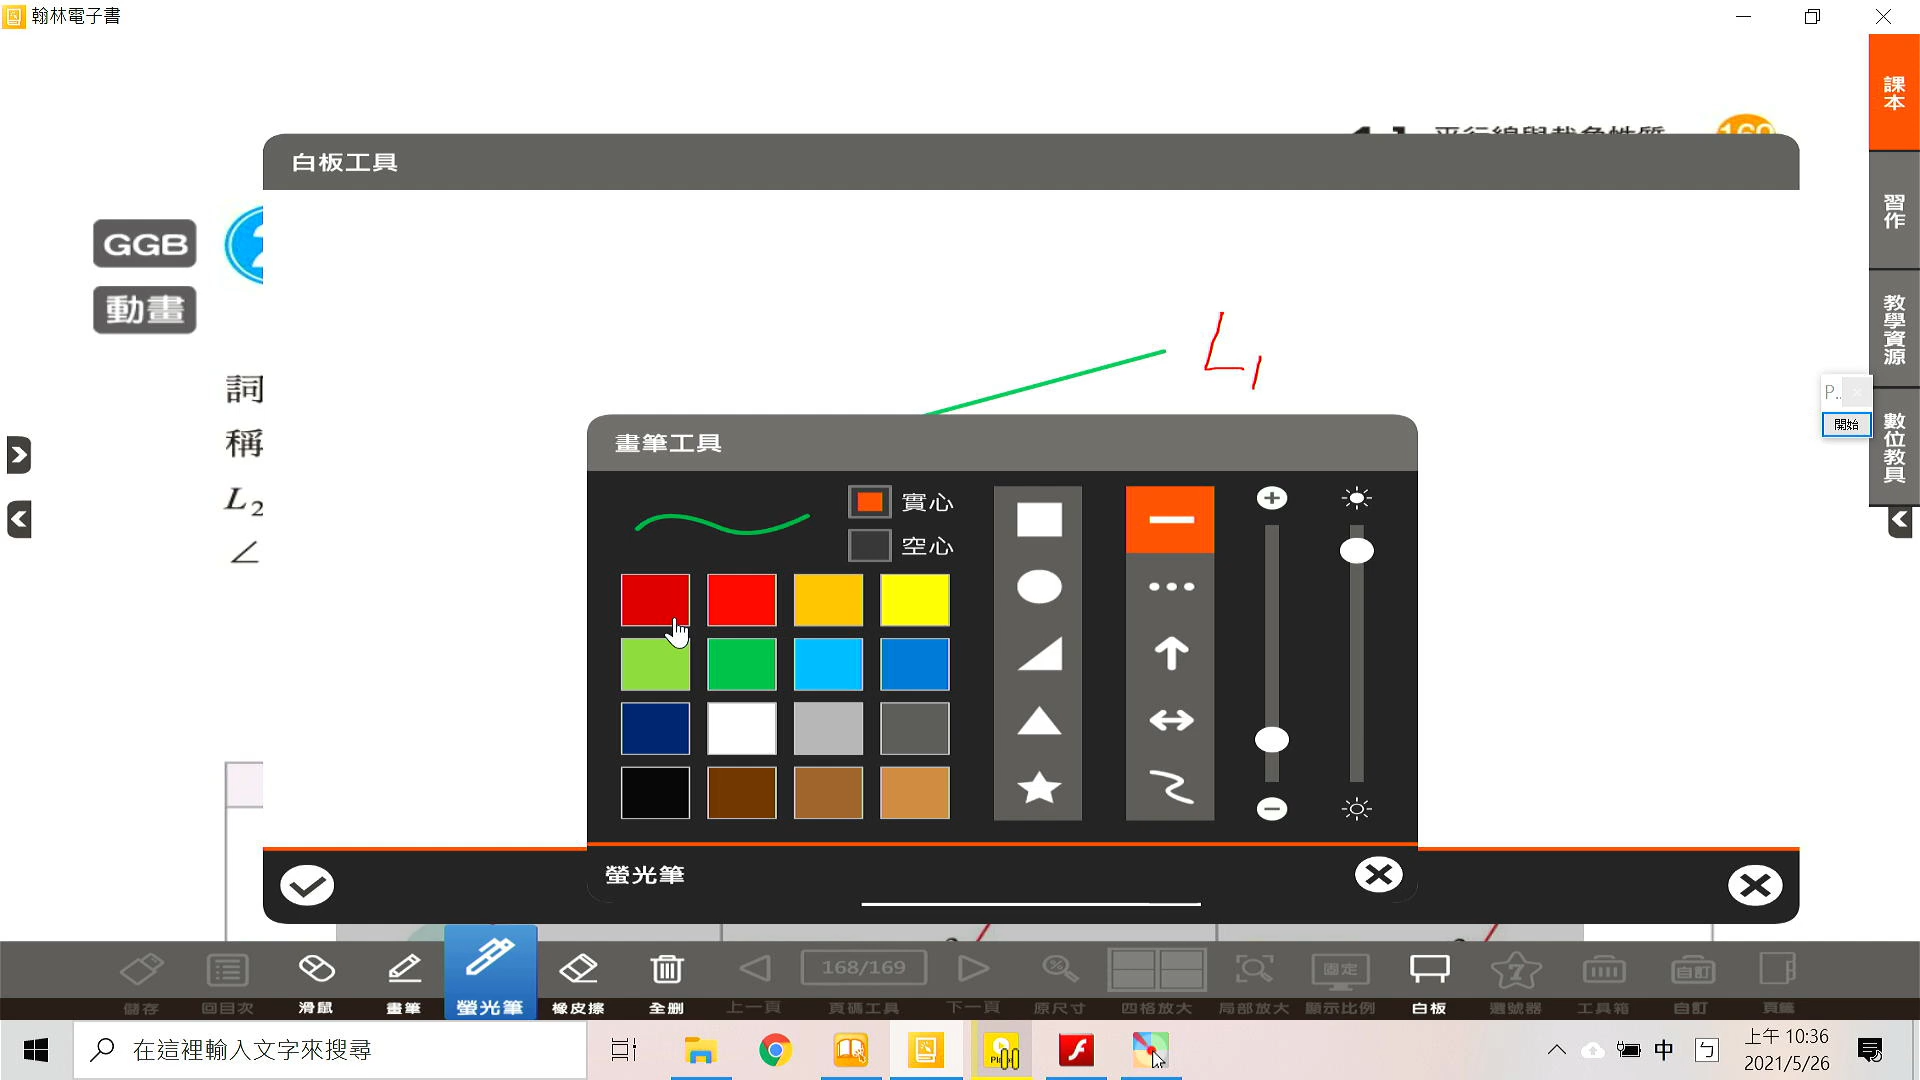 翰林電子書
課本
白板工具
習作
GGB
動畫
教學資源
L1
詞
P..
開始
稱
數位教具
畫筆工具
L2
實心
∠
空心
螢光筆
168/169
固定
自訂
儲存
回目次
滑鼠
畫筆
螢光筆
橡皮擦
全刪
上一頁
頁碼工具
下一頁
原尺寸
四格放大
局部放大
顯示比例
白板
選號器
工具箱
自訂
頁籤
在這裡輸入文字來搜尋
中
ㄅ
上午 10:36
2021/5/26